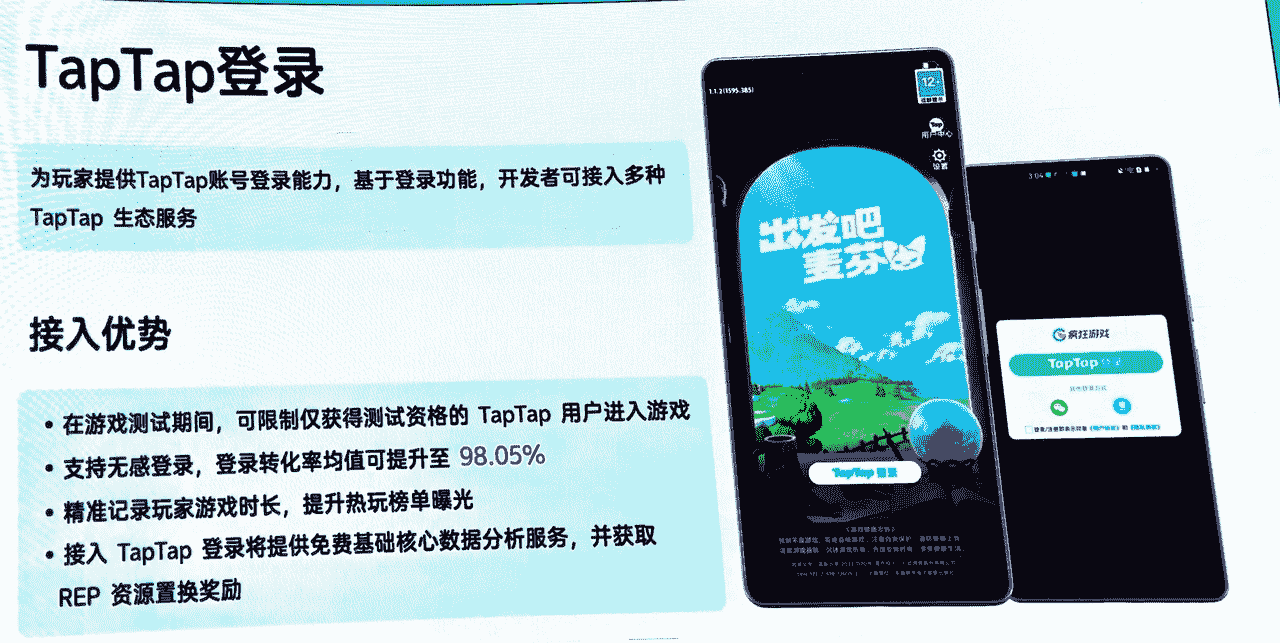 TapTap登录
为玩家提供TapTap账号登录能力，基于登录功能，开发者可接入多种
TapTap 生态服务
接入优势
• 在游戏测试期间，可限制仅获得测试资格的 TapTap 用户进入游戏
• 支持无感登录，登录转化率均值可提升至 98.05%
• 精准记录玩家游戏时长，提升热玩榜单曝光
• 接入 TapTap 登录将提供免费基础核心数据分析服务，并获取
REP 资源置换奖励
1.1.2(1595.385)
12+
用户中心
设置
出发吧
麦芬
TapTap 登录
3:04
疯狂游戏
TapTap